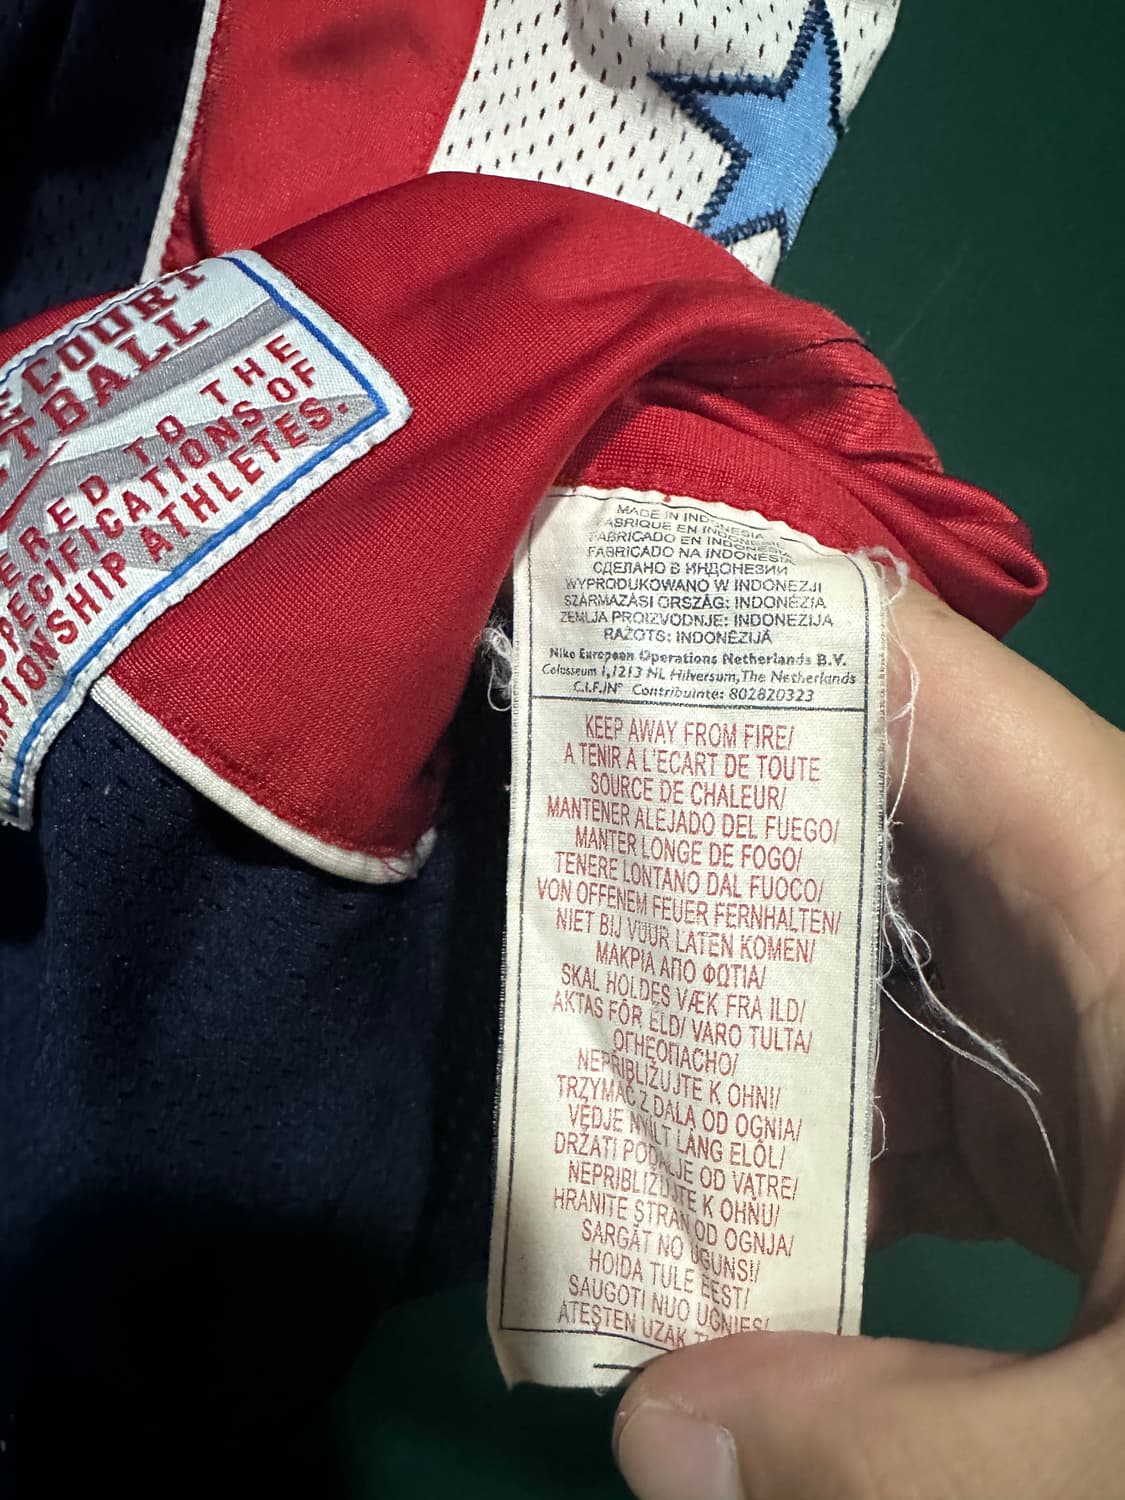 COURT
BALL
TO THE
SPECIFICATIONS OF
ATHLETES.
MADE IN INDONESIA
FABRIQUE EN INDONESIE
FABRICADO EN INDONESIA
FABRICADO NA INDONÉSIA
СДЕЛАНО В ИНДОНЕЗИИ
WYPRODUKOWANO W INDONEZJI
SZÁRMAZÁSI ORSZÁG: INDONÉZIA
ZEMLJA PROIZVODNJE: INDONEZIJA
RAŽOTS: INDONĒZIJĀ
Nike European Operations Netherlands B.V.
Colosseum 1,1213 NL Hilversum,The Netherlands
C.I.F./N° Contribuinte: 802820323
KEEP AWAY FROM FIRE/
A TENIR A L'ECART DE TOUTE
SOURCE DE CHALEUR/
MANTENER ALEJADO DEL FUEGO/
MANTER LONGE DE FOGO/
TENERE LONTANO DAL FUOCO/
VON OFFENEM FEUER FERNHALTEN/
NIET BIJ VUUR LATEN KOMEN/
ΜΑΚΡΙΑ ΑΠΟ ΦΩΤΙΑ/
SKAL HOLDES VÆK FRA ILD/
AKTAS FÖR ELD/ VARO TULTA/
ОГНЕОПАСНО/
NEPŘIBLIŽUJTE K OHNI/
TRZYMAĆ Z DALA OD OGNIA/
VÉDJE NYÍLT LÁNG ELŐL/
DRŽATI PODALJE OD VATRE/
NEPRIBLIŽUJTE K OHŇU/
HRANITE STRAN OD OGNJA/
SARGĀT NO UGUNS!/
HOIDA TULE EEST/
SAUGOTI NUO UGNIES/
ATEŞTEN UZAK